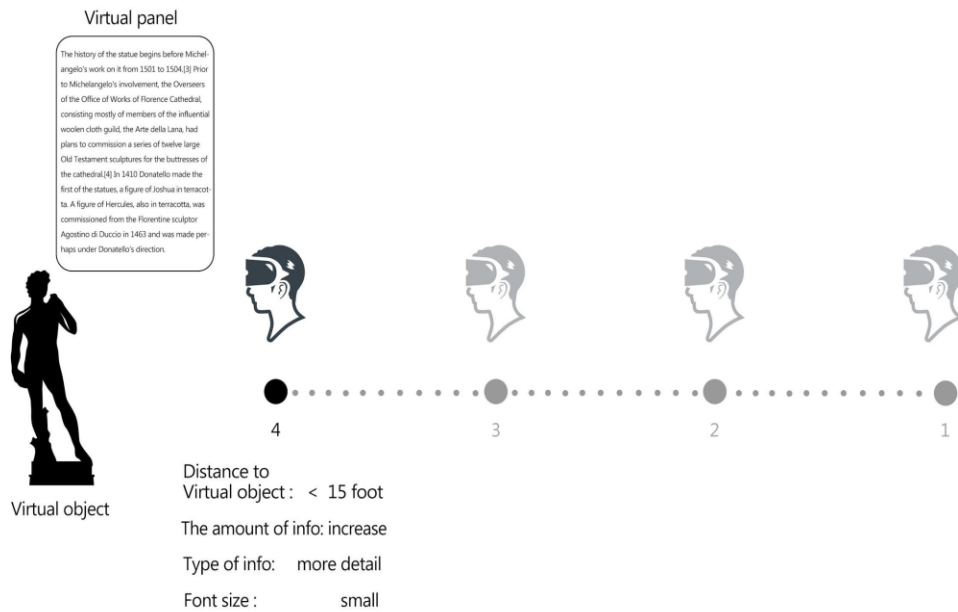 Virtual panel
The history of the statue begins before Michel-
angelo's work on it from 1501 to 1504.[3] Prior
to Michelangelo's involvement, the Overseers
of the Office of Works of Florence Cathedral,
consisting mostly of members of the influential
woolen cloth guild, the Arte della Lana, had
plans to commission a series of twelve large
Old Testament sculptures for the buttresses of
the cathedral.[4] In 1410 Donatello made the
first of the statues, a figure of Joshua in terracot-
ta. A figure of Hercules, also in terracotta, was
commissioned from the Florentine sculptor
Agostino di Duccio in 1463 and was made per-
haps under Donatello's direction.
Virtual object
4 3 2 1
Distance to
Virtual object : < 15 foot
The amount of info: increase
Type of info: more detail
Font size : small